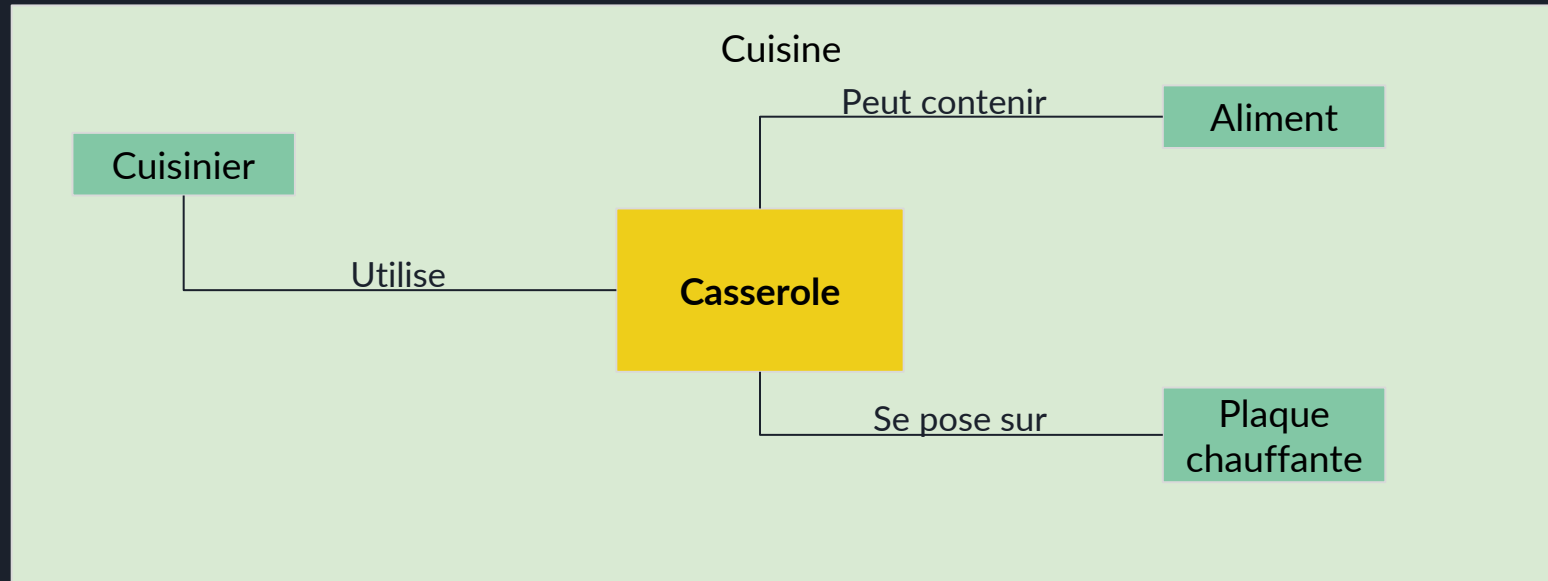 Cuisine
Peut contenir
Aliment
Cuisinier
Utilise
Casserole
Se pose sur
Plaque
chauffante